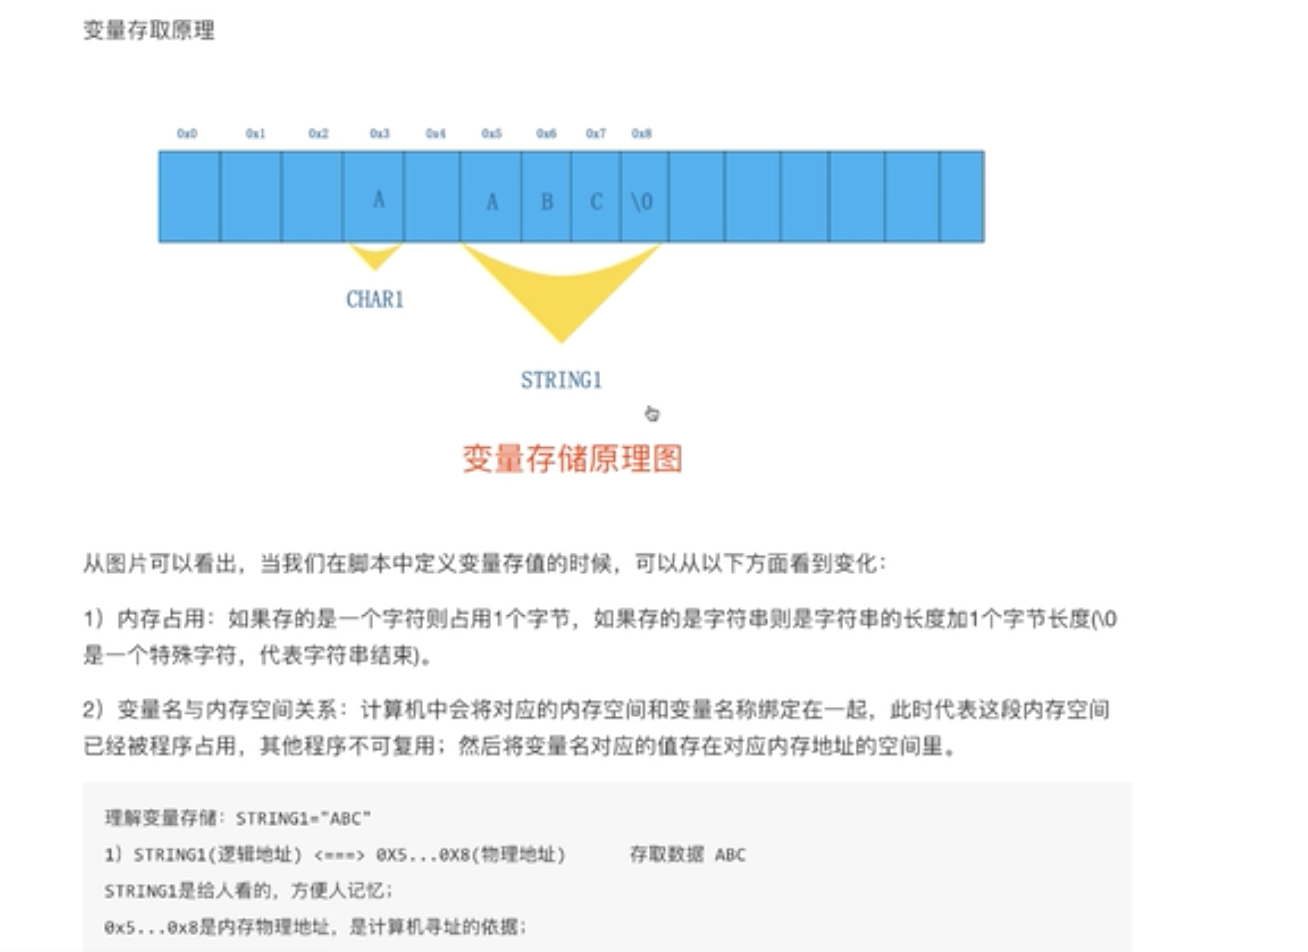 变量存取原理
0x0 0x1 0x2 0x3 0x4 0x5 0x6 0x7 0x8
A A B C \0
CHAR1
STRING1
变量存储原理图
从图片可以看出，当我们在脚本中定义变量存值的时候，可以从以下方面看到变化：
1）内存占用：如果存的是一个字符则占用1个字节，如果存的是字符串则是字符串的长度加1个字节长度(\0
是一个特殊字符，代表字符串结束)。
2）变量名与内存空间关系：计算机中会将对应的内存空间和变量名称绑定在一起，此时代表这段内存空间
已经被程序占用，其他程序不可复用；然后将变量名对应的值存在对应内存地址的空间里。
理解变量存储：STRING1="ABC"
1）STRING1(逻辑地址) <===> 0X5...0X8(物理地址) 存取数据 ABC
STRING1是给人看的，方便人记忆；
0x5...0x8是内存物理地址，是计算机寻址的依据；